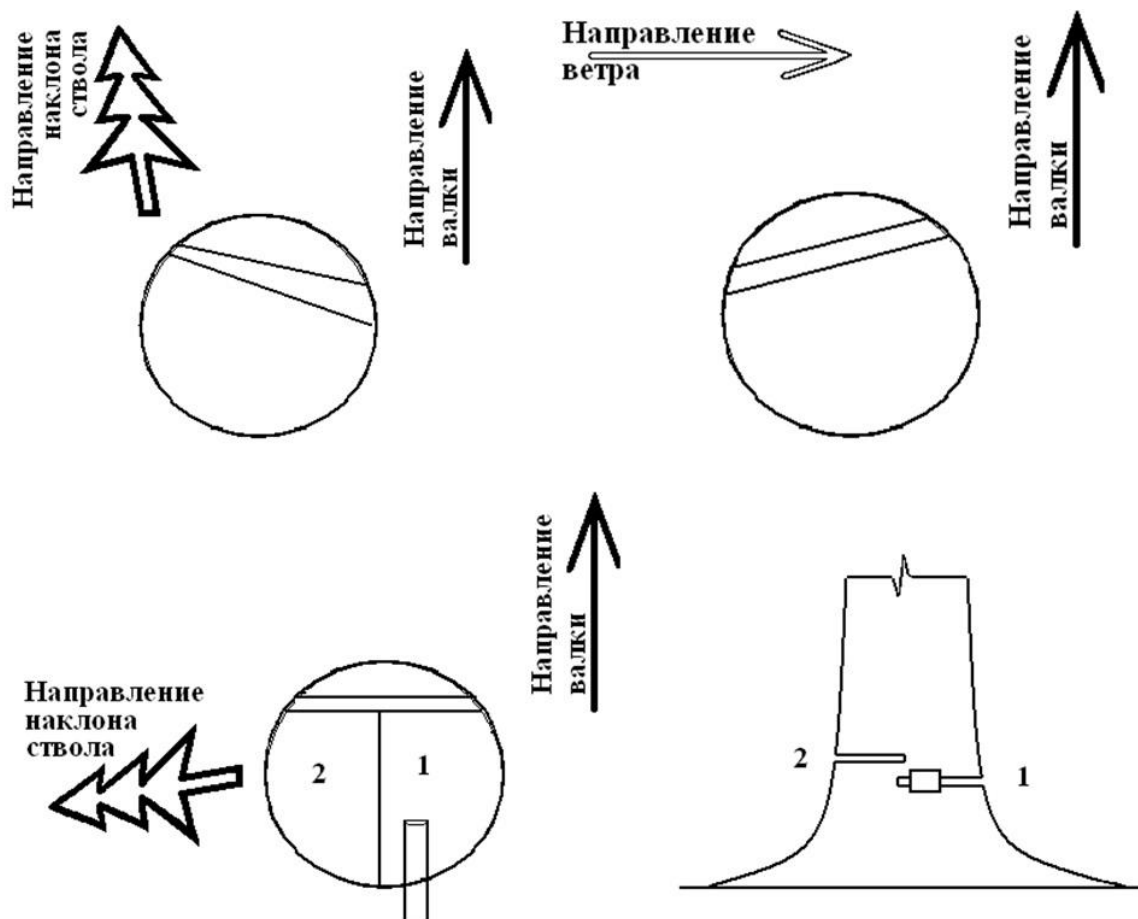 Направление
наклона
ствола
Направление
валки
Направление
ветра
Направление
валки
Направление
наклона
ствола
Направление
валки
2
1
2
1